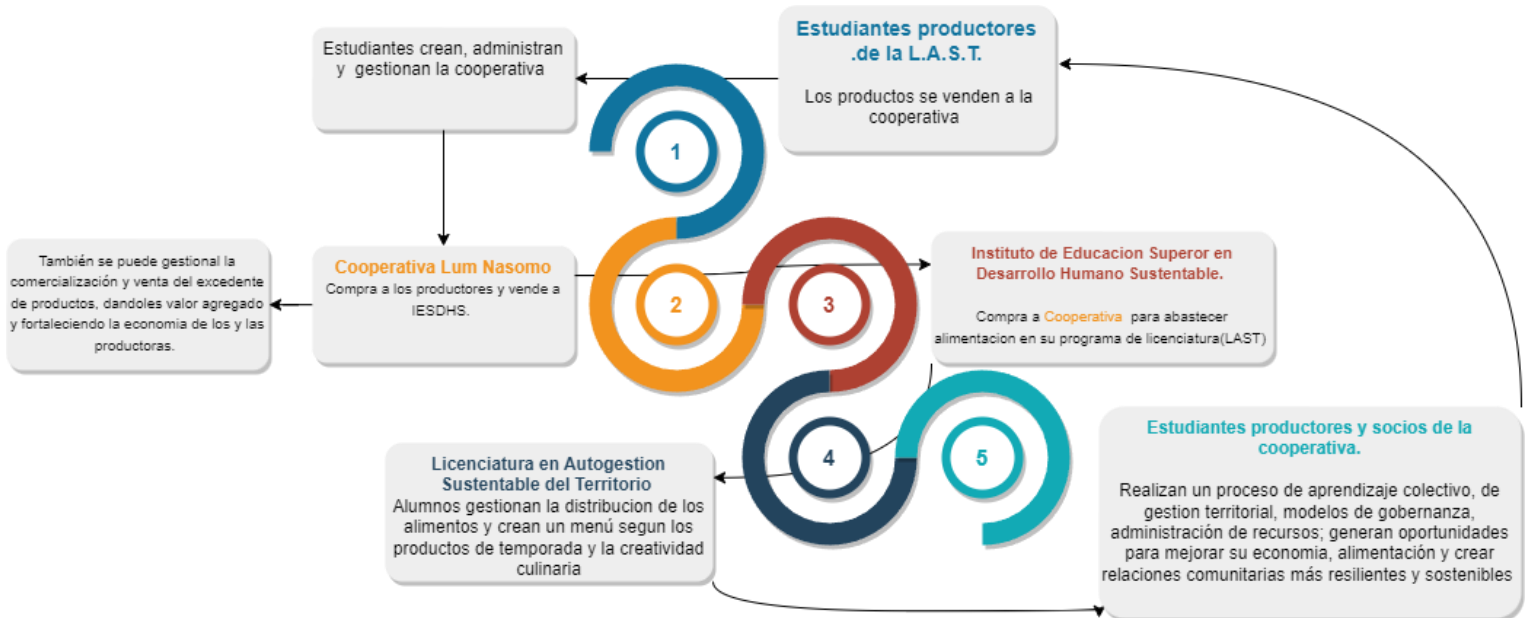 Estudiantes productores
.de la L.A.S.T.
Los productos se venden a la
cooperativa
Estudiantes crean, administran
y gestionan la cooperativa
1
Cooperativa Lum Nasomo
Compra a los productores y vende a
IESDHS.
También se puede gestional la
comercialización y venta del excedente
de productos, dandoles valor agregado
y fortaleciendo la economia de los y las
productoras.
2
3
Instituto de Educacion Superor en
Desarrollo Humano Sustentable.
Compra a Cooperativa para abastecer
alimentacion en su programa de licenciatura(LAST)
Licenciatura en Autogestion
Sustentable del Territorio
Alumnos gestionan la distribucion de los
alimentos y crean un menú segun los
productos de temporada y la creatividad
culinaria
4
5
Estudiantes productores y socios de la
cooperativa.
Realizan un proceso de aprendizaje colectivo, de
gestion territorial, modelos de gobernanza,
administración de recursos; generan oportunidades
para mejorar su economia, alimentación y crear
relaciones comunitarias más resilientes y sostenibles